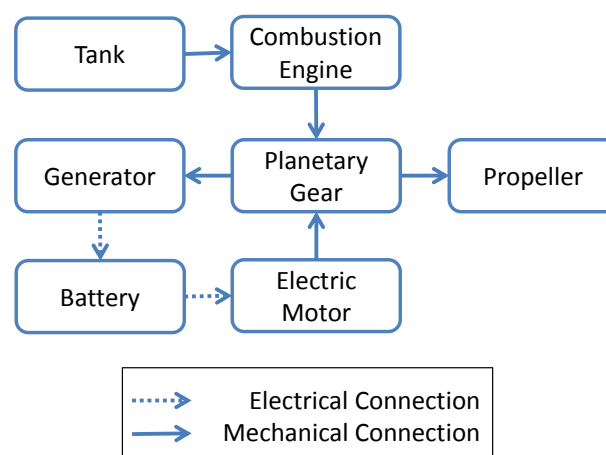 Tank
Combustion
Engine
Generator
Planetary
Gear
Propeller
Battery
Electric
Motor
Electrical Connection
Mechanical Connection